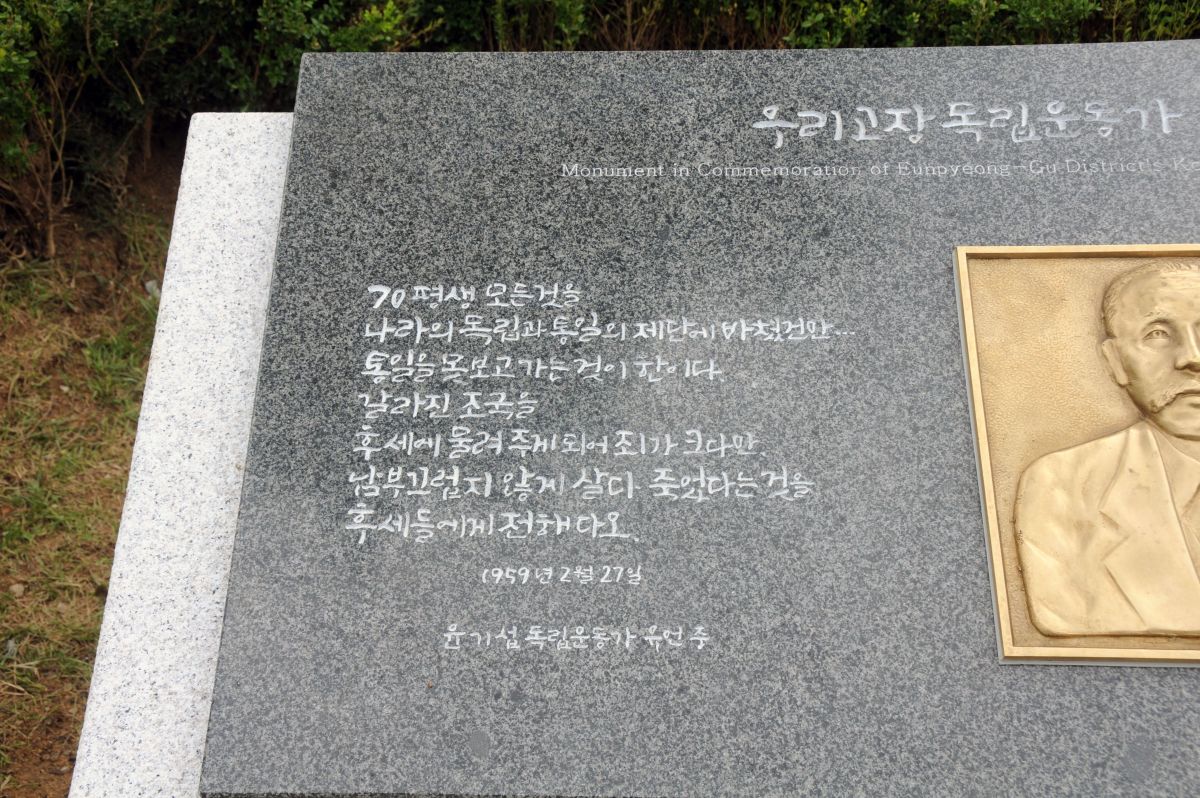 우리고장 독립운동가
Monument in Commemoration of Eunpyeong-Gu District's
70 평생 모든것을
나라의 독립과 통일의 제단에 바쳤건만...
통일을 못보고 가는 것이 한이다.
갈라진 조국을
후세에 물려 주게 되어 죄가 크다만,
남부끄럽지 않게 살다 죽었다는 것을
후세들에게 전해 다오.
1959년 2월 27일
윤기섭 독립운동가 유언 중